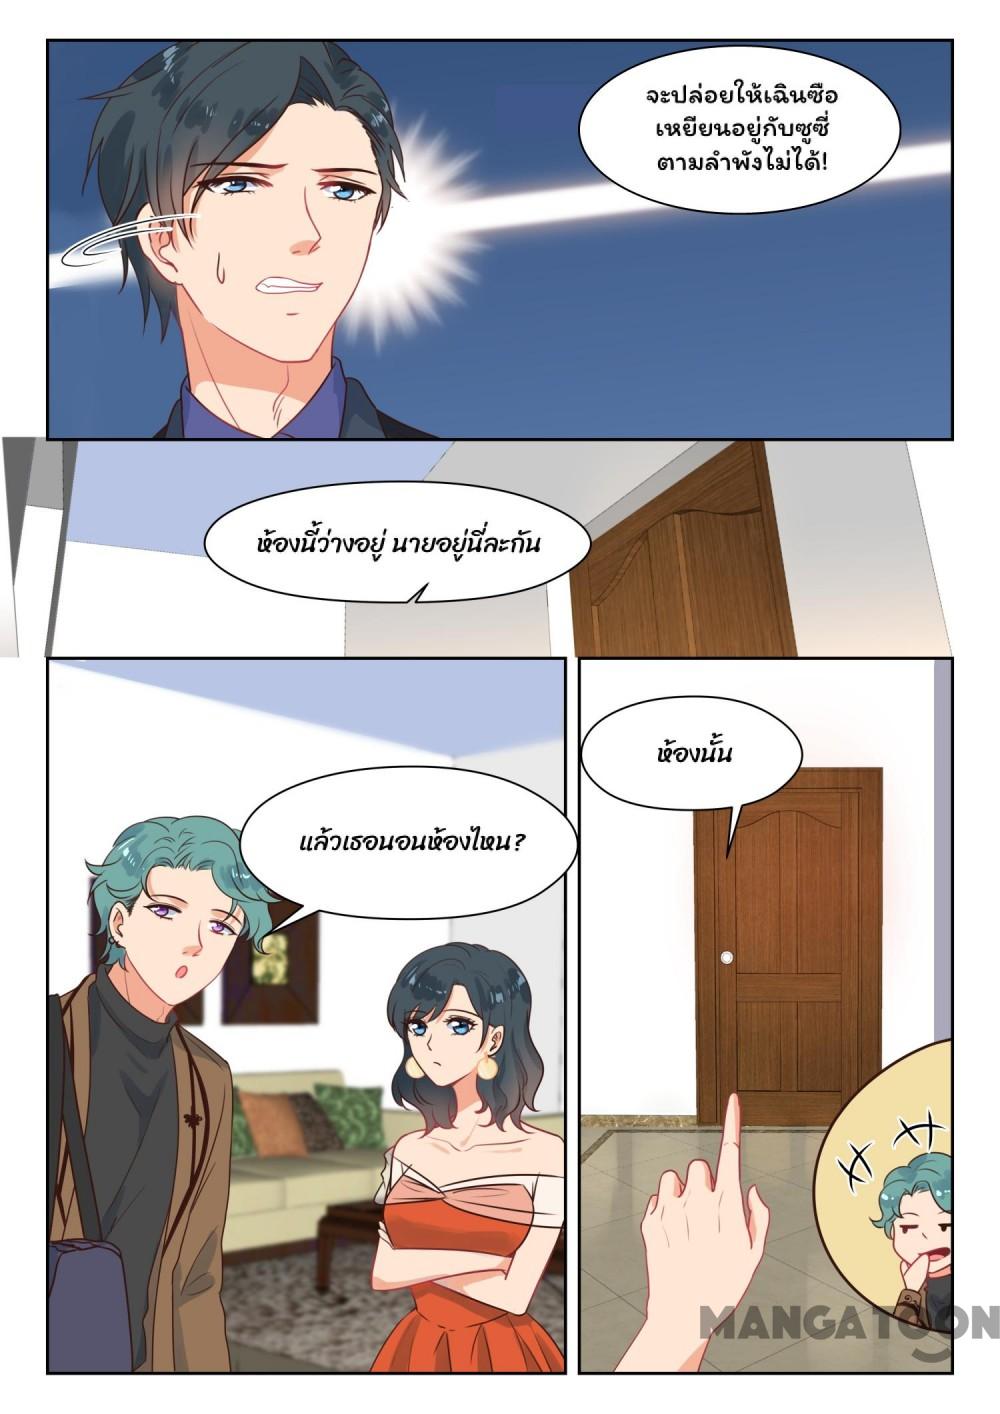 จะปล่อยให้เฉินซือ
เหยียนอยู่กับซูซี่
ตามลำพังไม่ได้!
ห้องนี้ว่างอยู่ นายอยู่นี่ละกัน
แล้วเธอนอนห้องไหน?
ห้องนั้น
MANGATOON